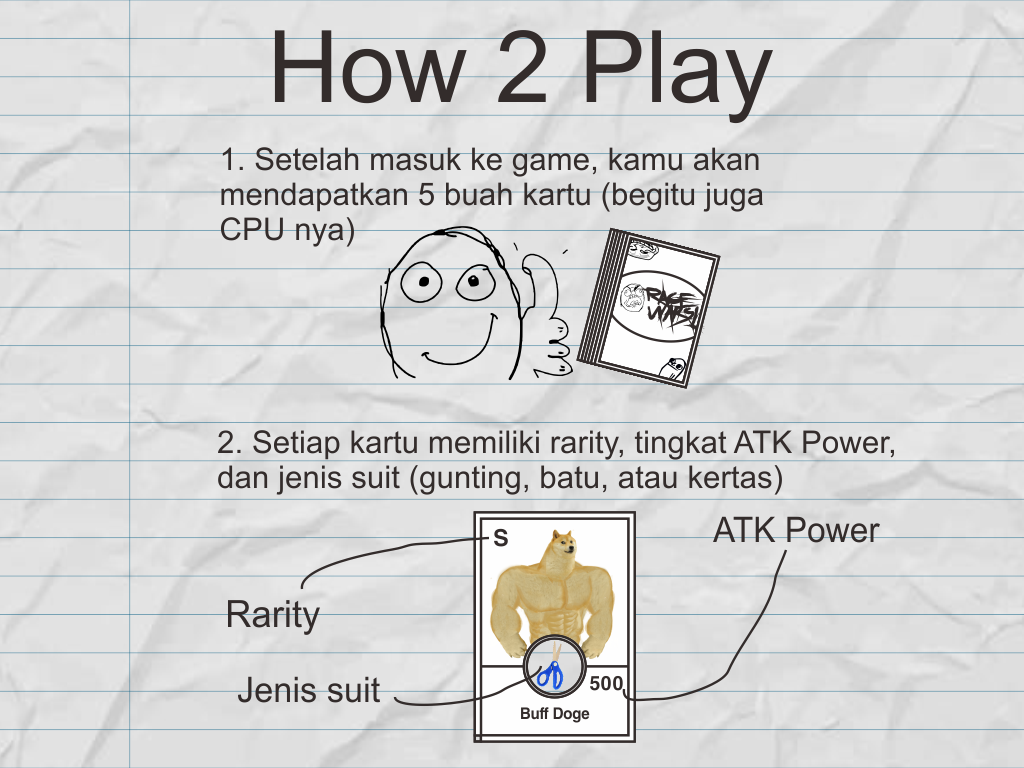 How 2 Play
1. Setelah masuk ke game, kamu akan
mendapatkan 5 buah kartu (begitu juga
CPU nya)
RAGE
WARS!
2. Setiap kartu memiliki rarity, tingkat ATK Power,
dan jenis suit (gunting, batu, atau kertas)
S
ATK Power
Rarity
Jenis suit
500
Buff Doge